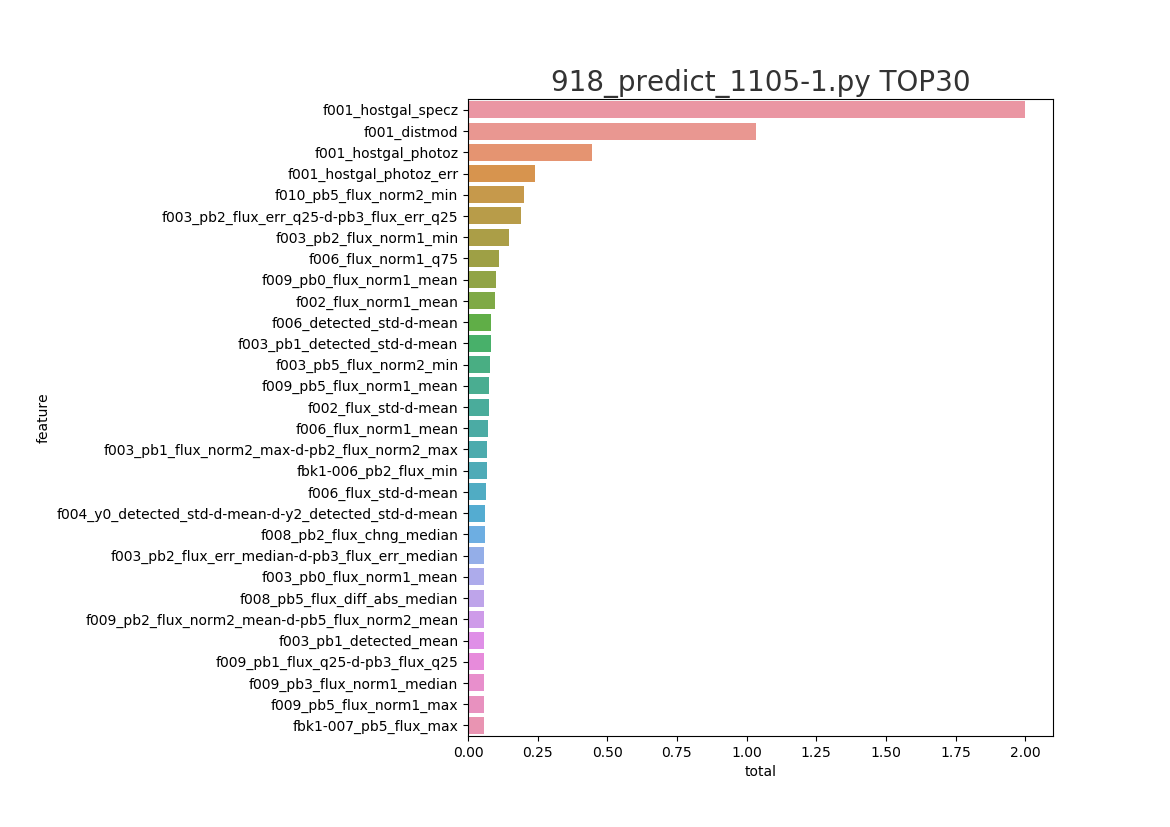 918_predict_1105-1.py TOP30
f001_hostgal_specz
f001_distmod
f001_hostgal_photoz
f001_hostgal_photoz_err
f010_pb5_flux_norm2_min
f003_pb2_flux_err_q25-d-pb3_flux_err_q25
f003_pb2_flux_norm1_min
f006_flux_norm1_q75
f009_pb0_flux_norm1_mean
f002_flux_norm1_mean
f006_detected_std-d-mean
f003_pb1_detected_std-d-mean
f003_pb5_flux_norm2_min
f009_pb5_flux_norm1_mean
f002_flux_std-d-mean
f006_flux_norm1_mean
f003_pb1_flux_norm2_max-d-pb2_flux_norm2_max
fbk1-006_pb2_flux_min
f006_flux_std-d-mean
f004_y0_detected_std-d-mean-d-y2_detected_std-d-mean
f008_pb2_flux_chng_median
f003_pb2_flux_err_median-d-pb3_flux_err_median
f003_pb0_flux_norm1_mean
f008_pb5_flux_diff_abs_median
f009_pb2_flux_norm2_mean-d-pb5_flux_norm2_mean
f003_pb1_detected_mean
f009_pb1_flux_q25-d-pb3_flux_q25
f009_pb3_flux_norm1_median
f009_pb5_flux_norm1_max
fbk1-007_pb5_flux_max
feature
0.00 0.25 0.50 0.75 1.00 1.25 1.50 1.75 2.00
total